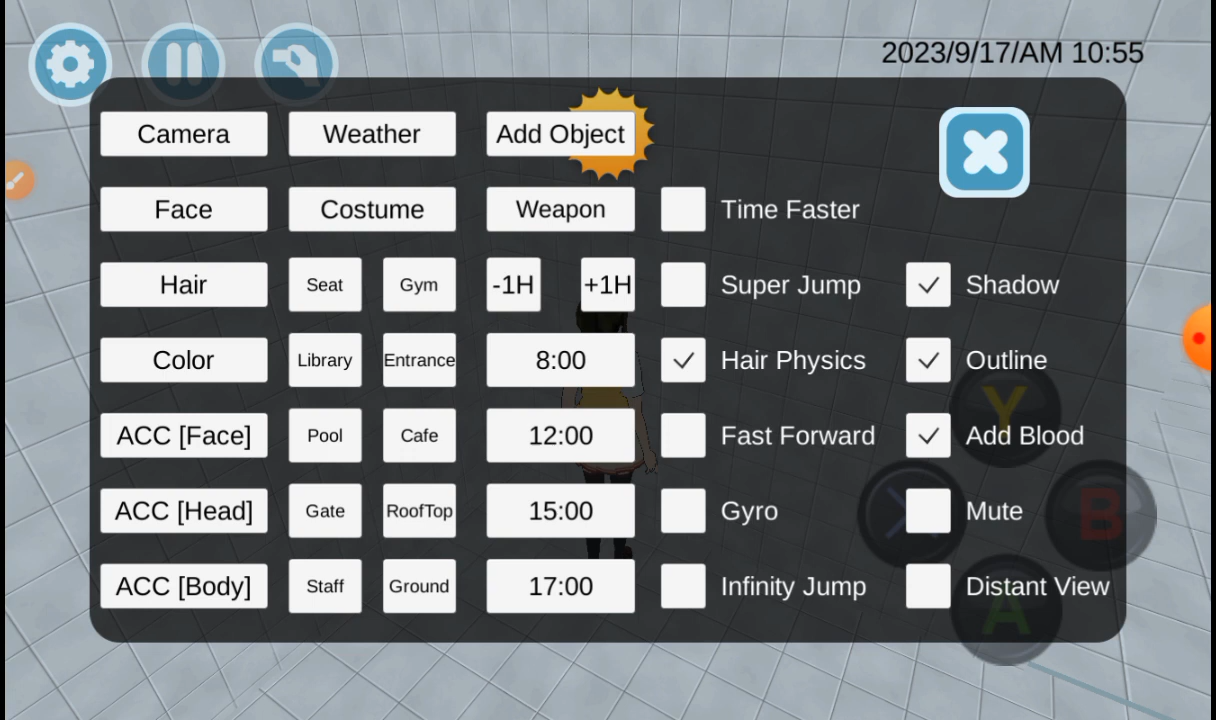 2023/9/17/AM 10:55
Camera Weather Add Object
Face Costume Weapon Time Faster
Hair Seat Gym -1H +1H Super Jump Shadow
Color Library Entrance 8:00 Hair Physics Outline
Y
ACC [Face] Pool Cafe 12:00 Fast Forward Add Blood
ACC [Head] Gate RoofTop 15:00 Gyro X Mute B
ACC [Body] Staff Ground 17:00 Infinity Jump Distant View
A